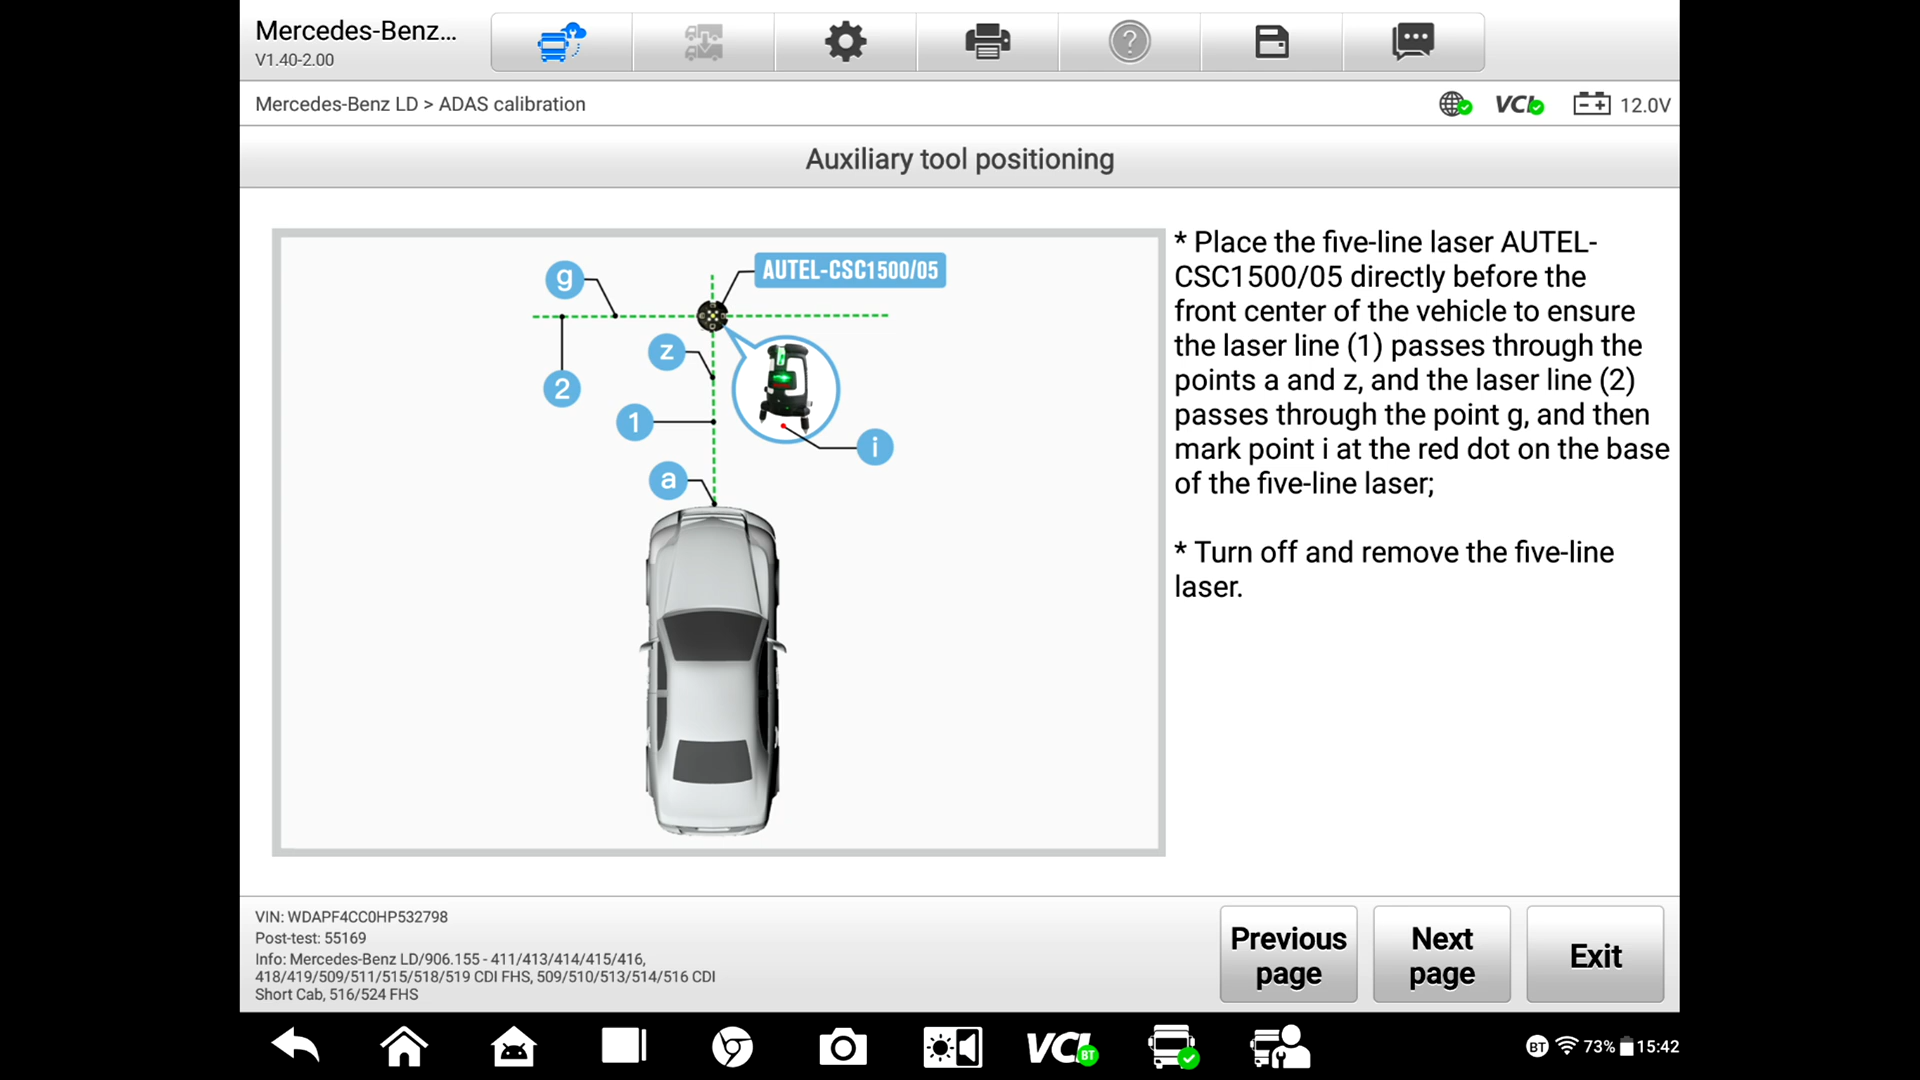 Mercedes-Benz...
V1.40-2.00
?
Mercedes-Benz LD > ADAS calibration
VCI
12.0V
Auxiliary tool positioning
AUTEL-CSC1500/05
g
z
2
1
i
a
* Place the five-line laser AUTEL-
CSC1500/05 directly before the
front center of the vehicle to ensure
the laser line (1) passes through the
points a and z, and the laser line (2)
passes through the point g, and then
mark point i at the red dot on the base
of the five-line laser;
* Turn off and remove the five-line
laser.
VIN: WDAPF4CC0HP532798
Post-test: 55169
Info: Mercedes-Benz LD/906.155 - 411/413/414/415/416,
418/419/509/511/515/518/519 CDI FHS, 509/510/513/514/516 CDI
Short Cab, 516/524 FHS
Previous
page
Next
page
Exit
VCI
BT
BT
73%
15:42